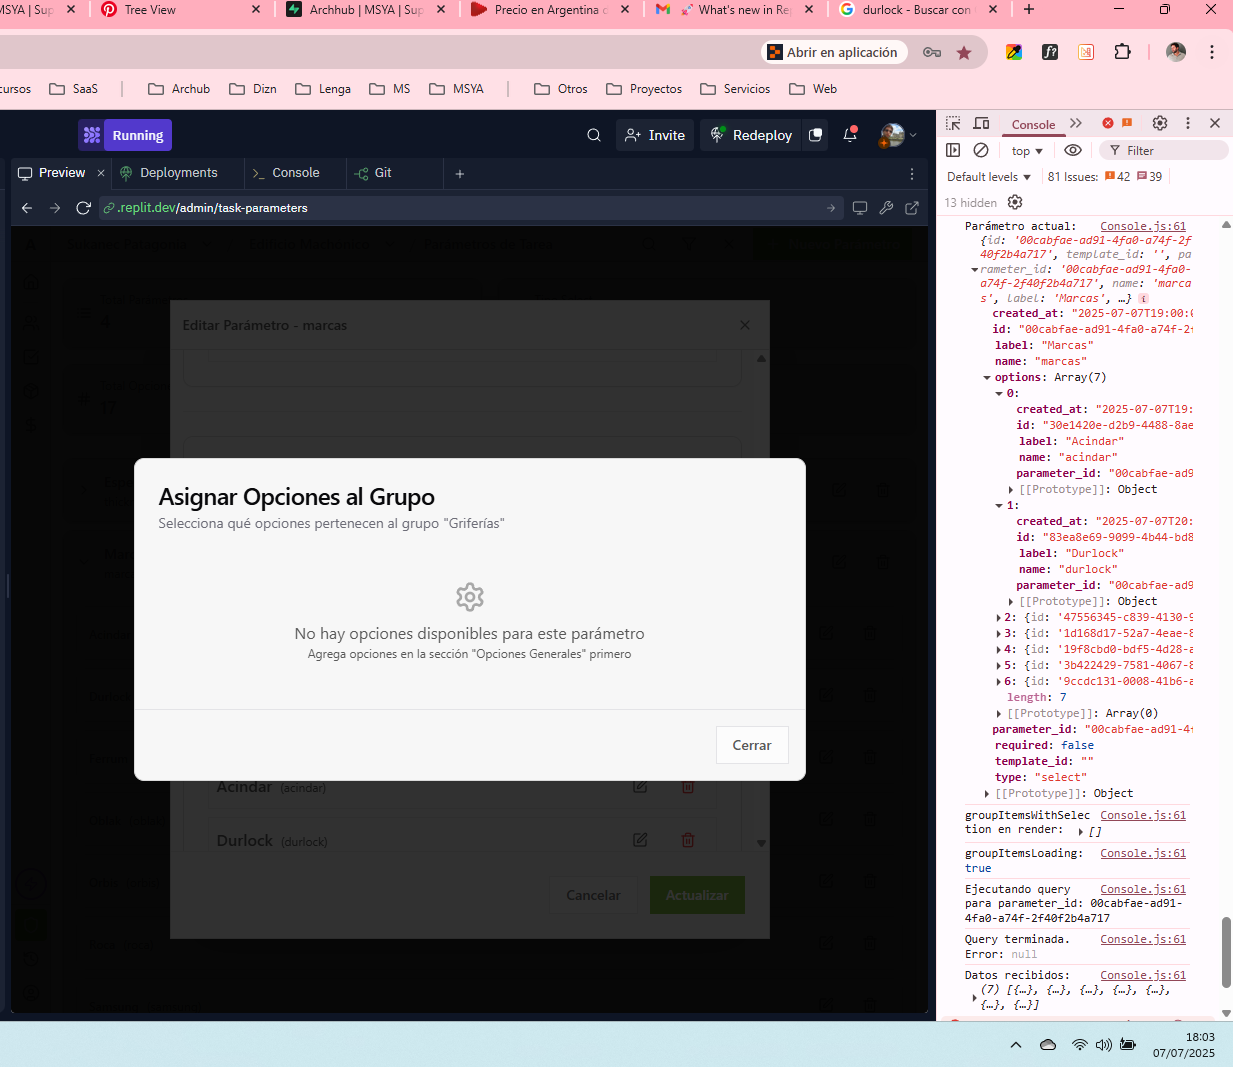 MSYA | Sup
Tree View
Archhub | MSYA | Sup
Precio en Argentina
What's new in Rep
durlock - Buscar con
Abrir en aplicación
cursos
SaaS
Archub
Dizn
Lenga
MS
MSYA
Otros
Proyectos
Servicios
Web
Running
Invite
Redeploy
Preview
Deployments
Console
Git
.replit.dev/admin/task-parameters
Editar Parámetro - marcas
Asignar Opciones al Grupo
Selecciona qué opciones pertenecen al grupo "Griferías"
No hay opciones disponibles para este parámetro
Agrega opciones en la sección "Opciones Generales" primero
Cerrar
Acindar (acindar)
Durlock (durlock)
Cancelar
Actualizar
Console
top
Filter
Default levels
81 Issues:
42
39
13 hidden
Parámetro actual:
Console.js:61
{id: '00cabfae-ad91-4fa0-a74f-2f
40f2b4a717', template_id: '', pa
rameter_id: '00cabfae-ad91-4fa0-
a74f-2f40f2b4a717', name: 'marca
s', label: 'Marcas', …}
created_at: "2025-07-07T19:00:0
id: "00cabfae-ad91-4fa0-a74f-2f
label: "Marcas"
name: "marcas"
options: Array(7)
0:
created_at: "2025-07-07T19:
id: "30e1420e-d2b9-4488-8ae
label: "Acindar"
name: "acindar"
parameter_id: "00cabfae-ad9
[[Prototype]]: Object
1:
created_at: "2025-07-07T20:
id: "83ea8e69-9099-4b44-bd8
label: "Durlock"
name: "durlock"
parameter_id: "00cabfae-ad9
[[Prototype]]: Object
2: {id: '47556345-c839-4130-9
3: {id: '1d168d17-52a7-4eae-8
4: {id: '19f8cbd0-bdf5-4d28-a
5: {id: '3b422429-7581-4067-8
6: {id: '9ccdc131-0008-41b6-a
length: 7
[[Prototype]]: Array(0)
parameter_id: "00cabfae-ad91-4f
required: false
template_id: ""
type: "select"
[[Prototype]]: Object
groupItemsWithSelec
Console.js:61
tion en render: []
groupItemsLoading:
Console.js:61
true
Ejecutando query
Console.js:61
para parameter_id: 00cabfae-ad91-
4fa0-a74f-2f40f2b4a717
Query terminada.
Console.js:61
Error: null
Datos recibidos:
Console.js:61
(7) [{…}, {…}, {…}, {…}, {…},
{…}, {…}]
18:03
07/07/2025